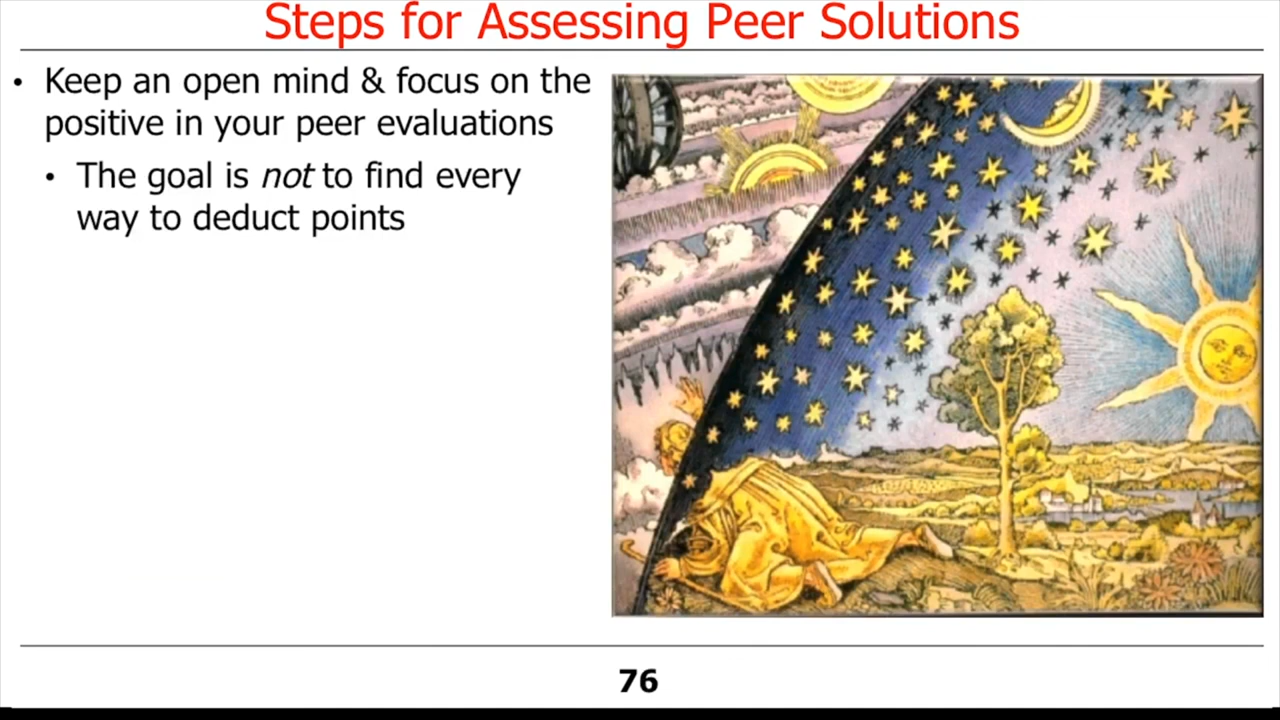 Steps for Assessing Peer Solutions
• Keep an open mind & focus on the
positive in your peer evaluations
• The goal is not to find every
way to deduct points
76